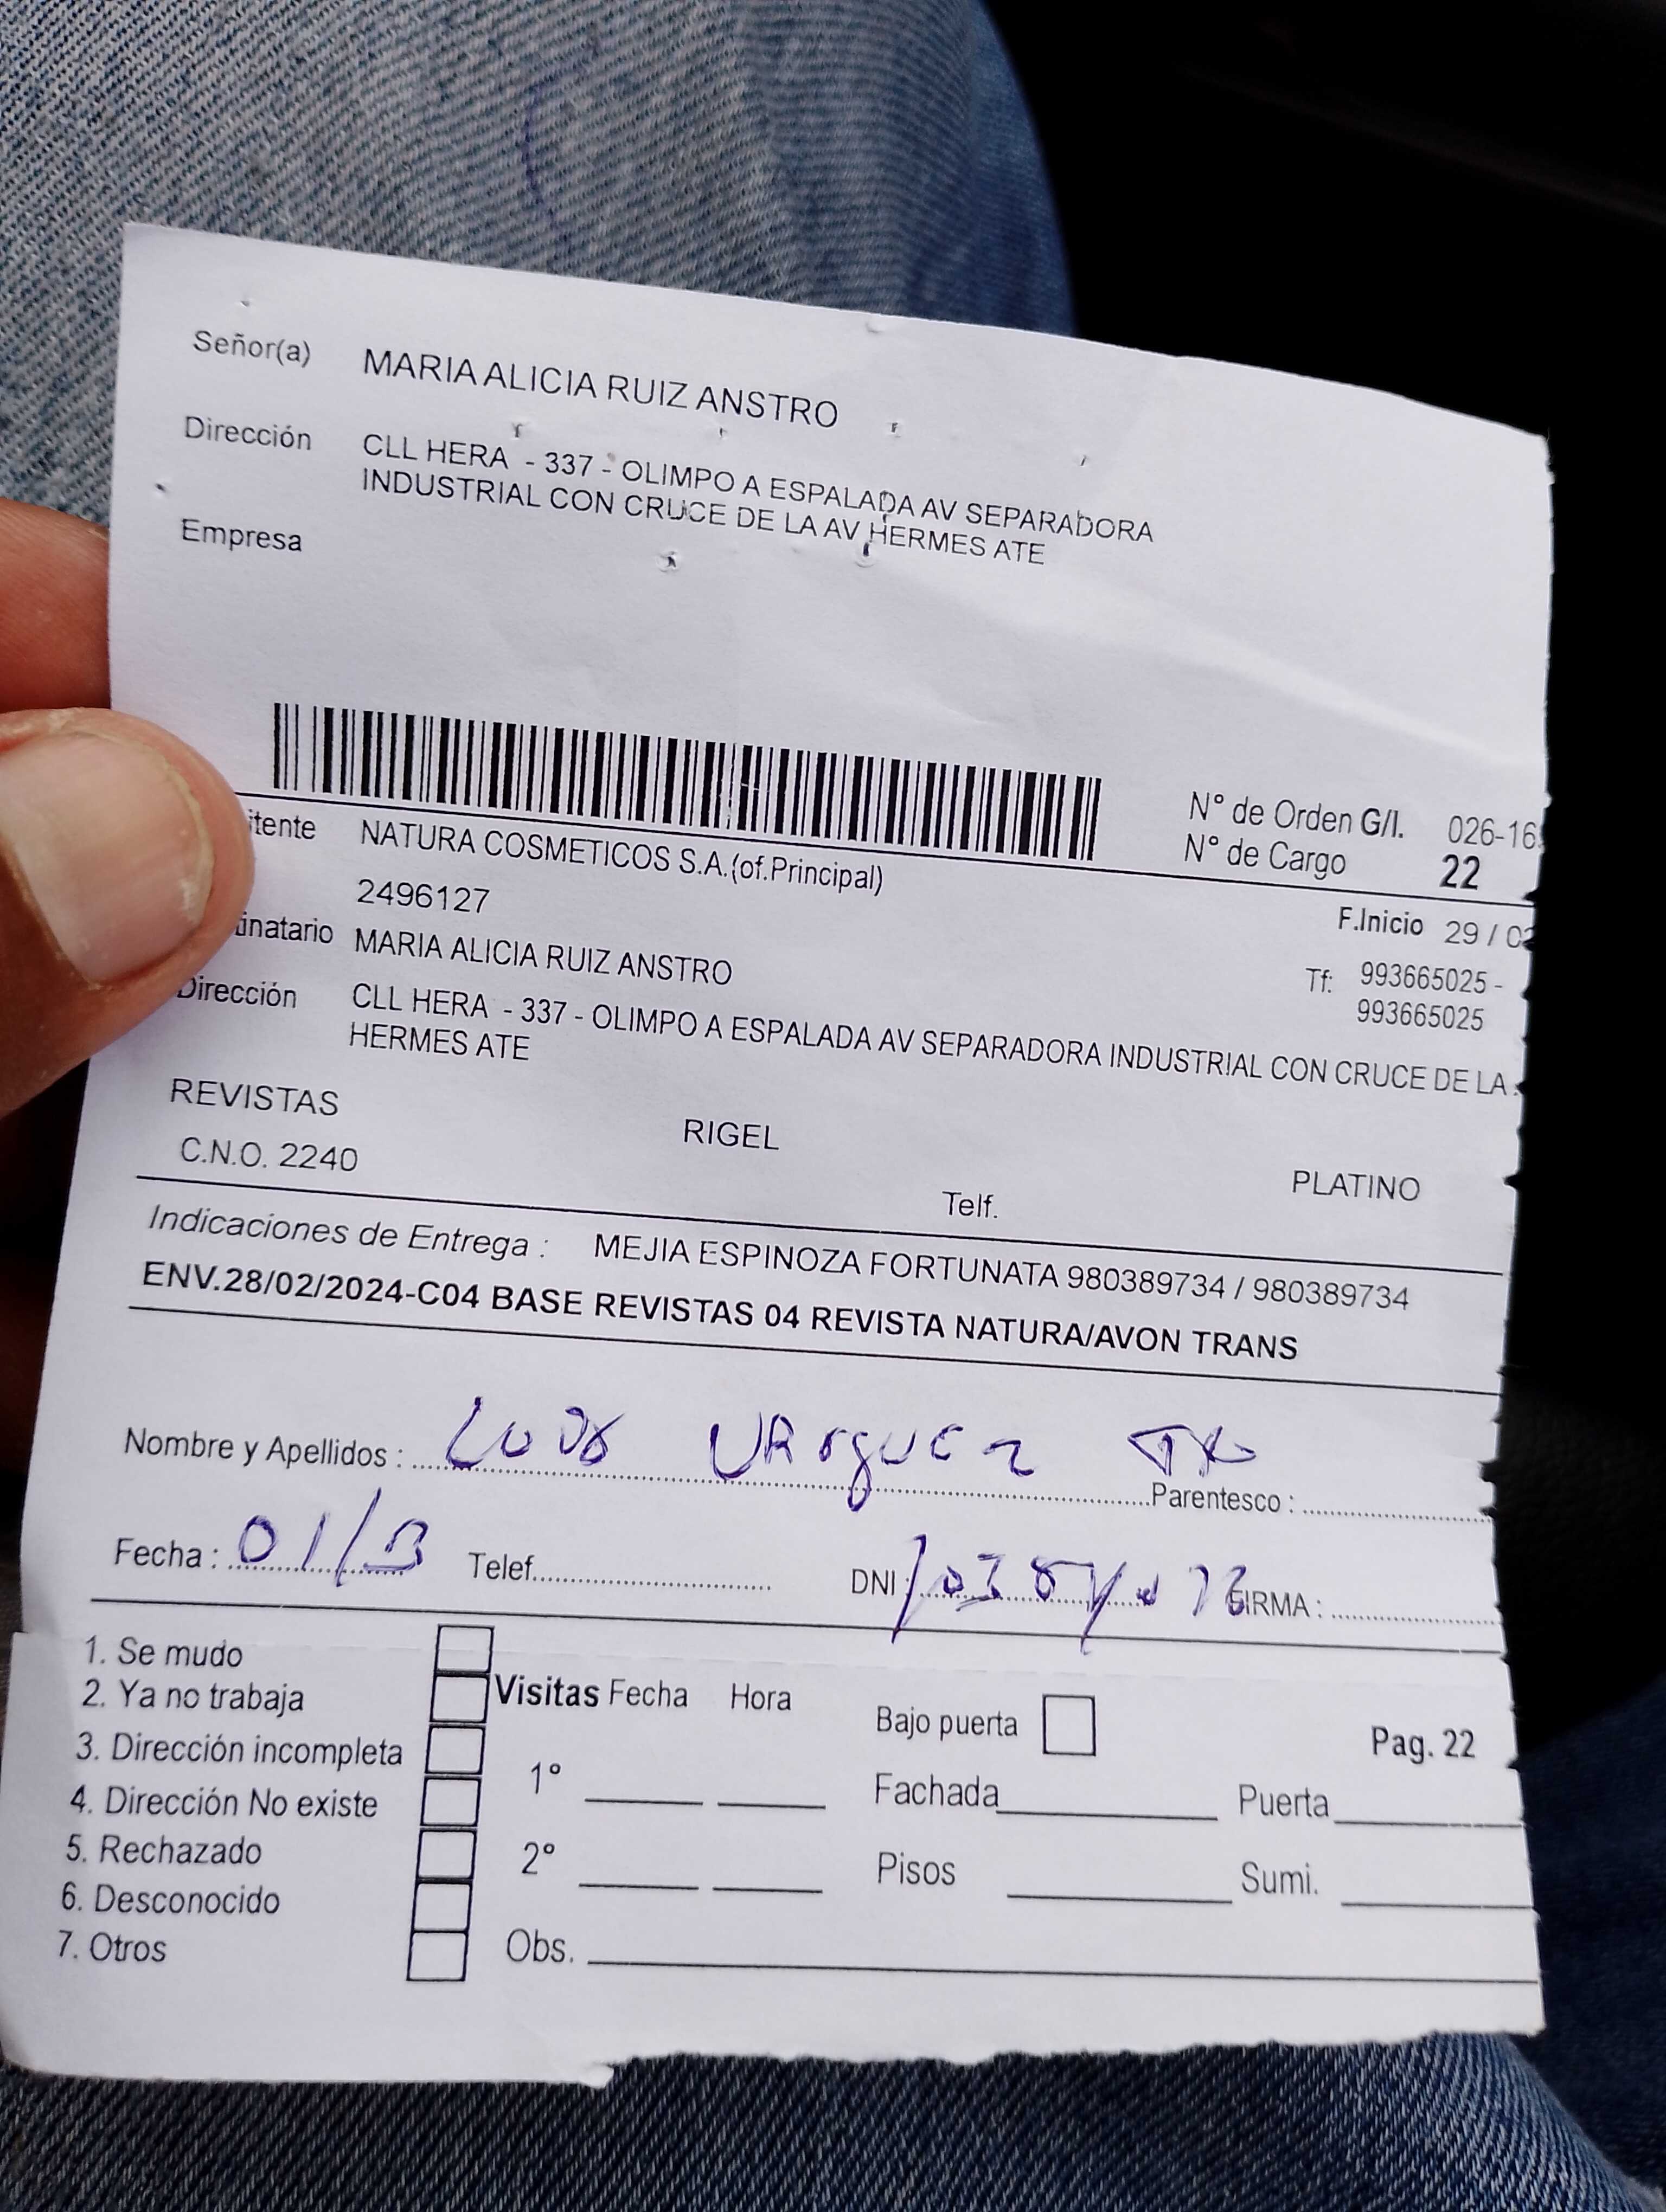 Señor(a) MARIA ALICIA RUIZ ANSTRO
Dirección CLL HERA - 337 - OLIMPO A ESPALADA AV SEPARADORA
INDUSTRIAL CON CRUCE DE LA AV HERMES ATE
Empresa
N° de Orden G/I. 026-16
N° de Cargo 22
itente NATURA COSMETICOS S.A.(of.Principal)
2496127
F.Inicio 29 / 02
inatario MARIA ALICIA RUIZ ANSTRO
Tf: 993665025 -
993665025
Dirección CLL HERA - 337 - OLIMPO A ESPALADA AV SEPARADORA INDUSTRIAL CON CRUCE DE LA
HERMES ATE
REVISTAS RIGEL PLATINO
C.N.O. 2240 Telf.
Indicaciones de Entrega : MEJIA ESPINOZA FORTUNATA 980389734 / 980389734
ENV.28/02/2024-C04 BASE REVISTAS 04 REVISTA NATURA/AVON TRANS
Nombre y Apellidos : Parentesco :
Fecha : 01/3 Telef. DNI : FIRMA :
1. Se mudo
2. Ya no trabaja
3. Dirección incompleta
4. Dirección No existe
5. Rechazado
6. Desconocido
7. Otros
Visitas Fecha Hora
1°
2°
Obs.
Bajo puerta Pag. 22
Fachada Puerta
Pisos Sumi.